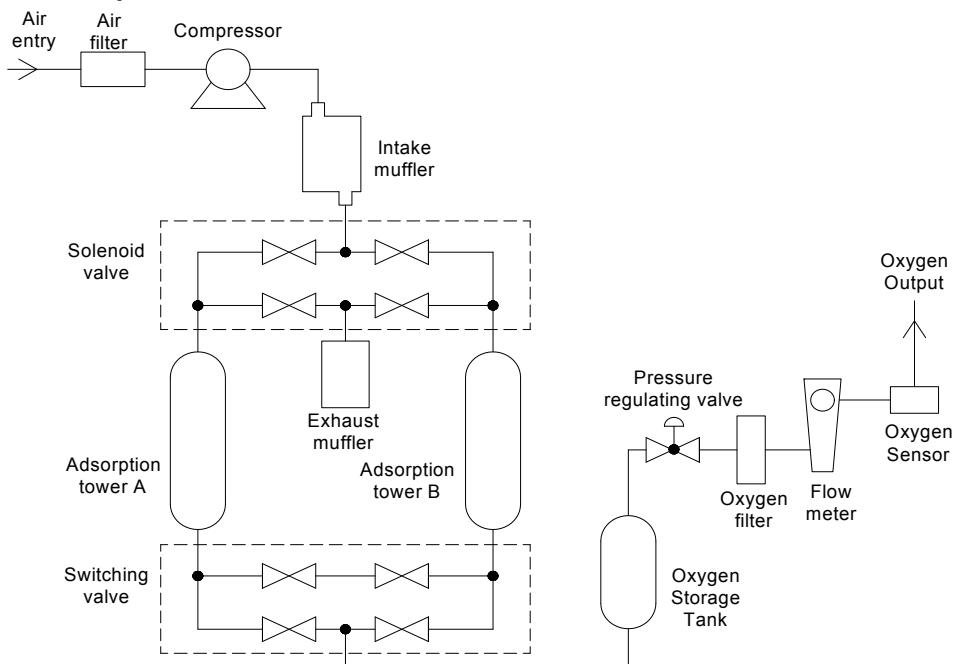 Air
entry
Air
filter
Compressor
Intake
muffler
Solenoid
valve
Exhaust
muffler
Adsorption
tower A
Adsorption
tower B
Switching
valve
Oxygen
Output
Pressure
regulating valve
Oxygen
Sensor
Oxygen
filter
Flow
meter
Oxygen
Storage
Tank